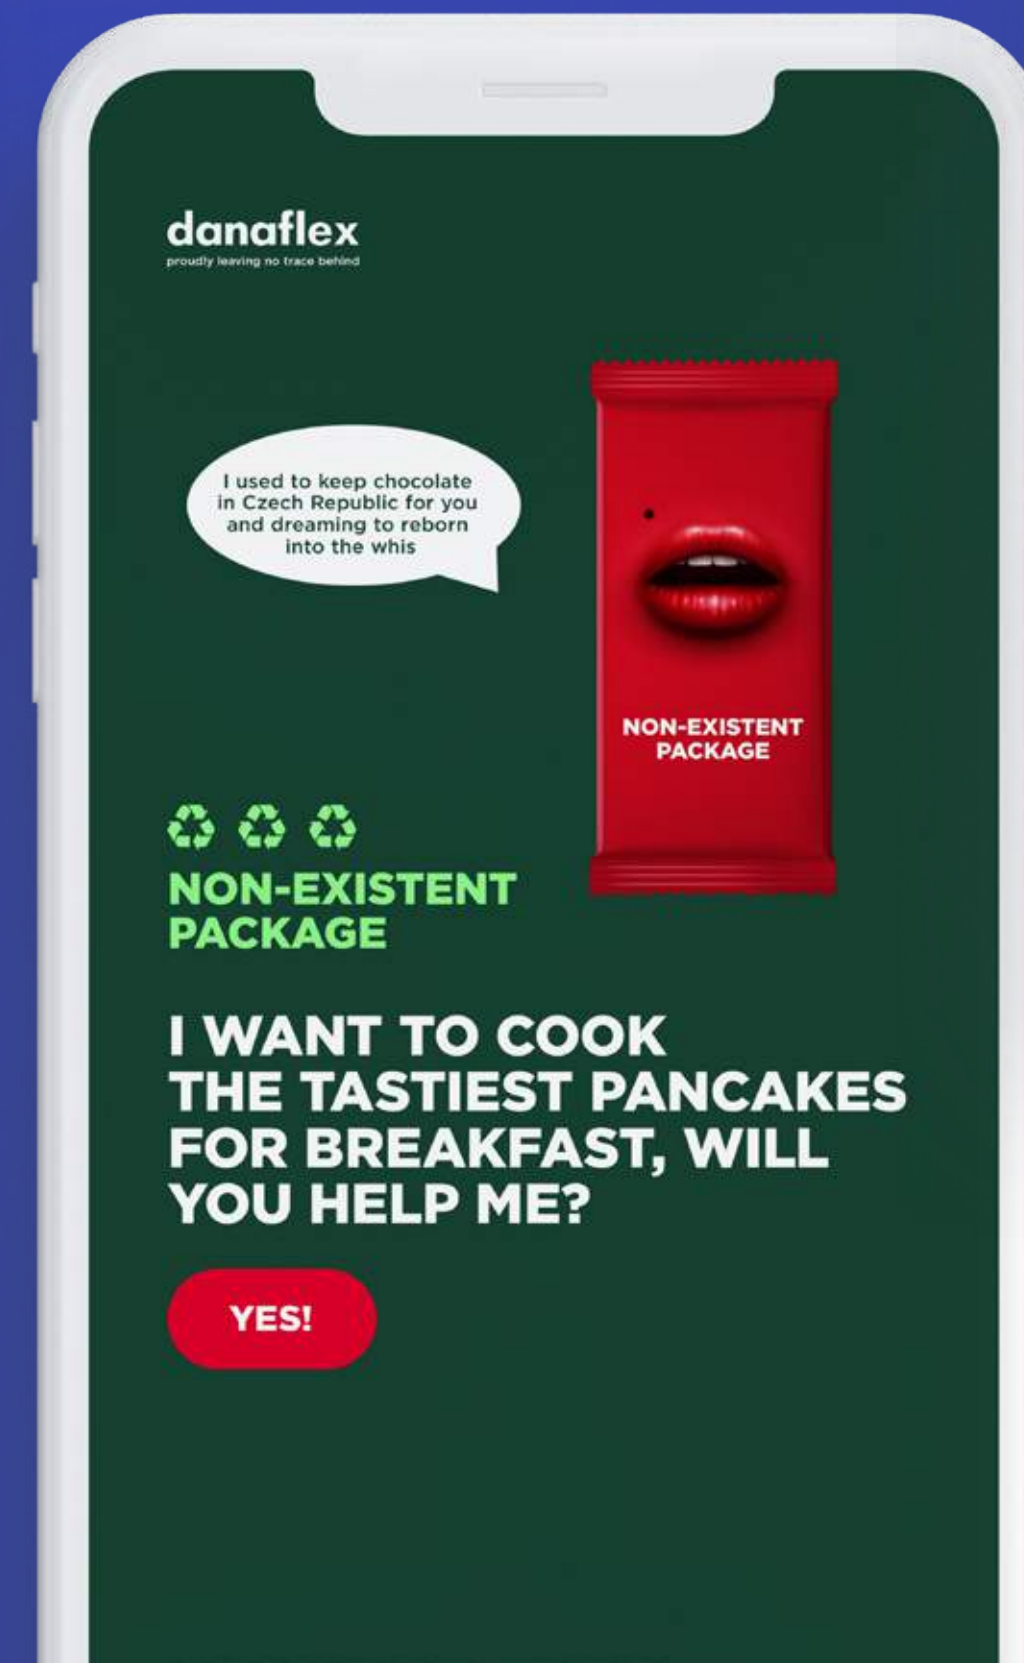 danaflex
proudly leaving no trace behind
I used to keep chocolate
in Czech Republic for you
and dreaming to reborn
into the whis
NON-EXISTENT
PACKAGE
NON-EXISTENT
PACKAGE
I WANT TO COOK
THE TASTIEST PANCAKES
FOR BREAKFAST, WILL
YOU HELP ME?
YES!